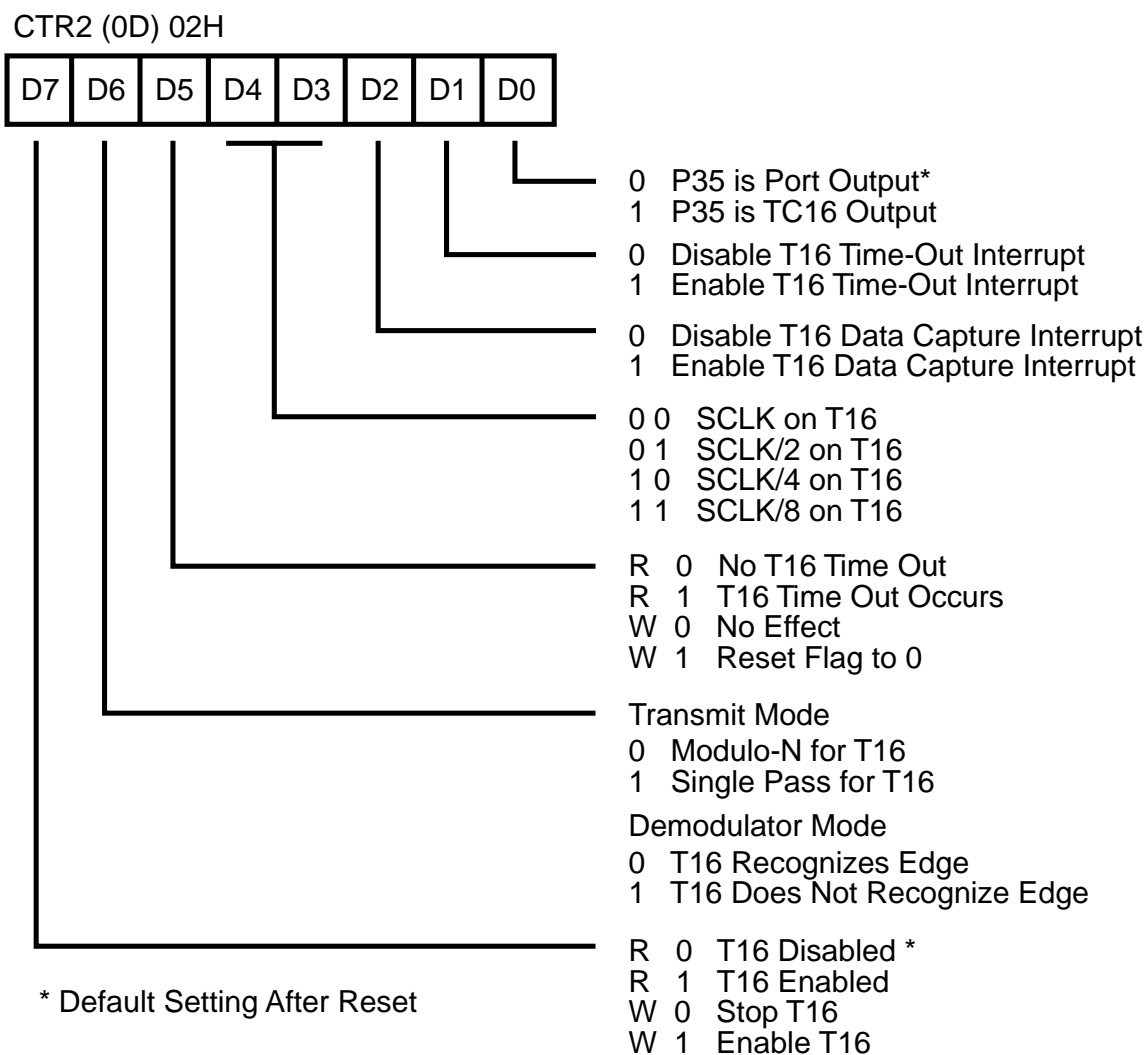 CTR2 (0D) 02H
D7 D6 D5 D4 D3 D2 D1 D0
0 P35 is Port Output*
1 P35 is TC16 Output
0 Disable T16 Time-Out Interrupt
1 Enable T16 Time-Out Interrupt
0 Disable T16 Data Capture Interrupt
1 Enable T16 Data Capture Interrupt
0 0 SCLK on T16
0 1 SCLK/2 on T16
1 0 SCLK/4 on T16
1 1 SCLK/8 on T16
R 0 No T16 Time Out
R 1 T16 Time Out Occurs
W 0 No Effect
W 1 Reset Flag to 0
Transmit Mode
0 Modulo-N for T16
1 Single Pass for T16
Demodulator Mode
0 T16 Recognizes Edge
1 T16 Does Not Recognize Edge
R 0 T16 Disabled *
R 1 T16 Enabled
W 0 Stop T16
W 1 Enable T16
* Default Setting After Reset